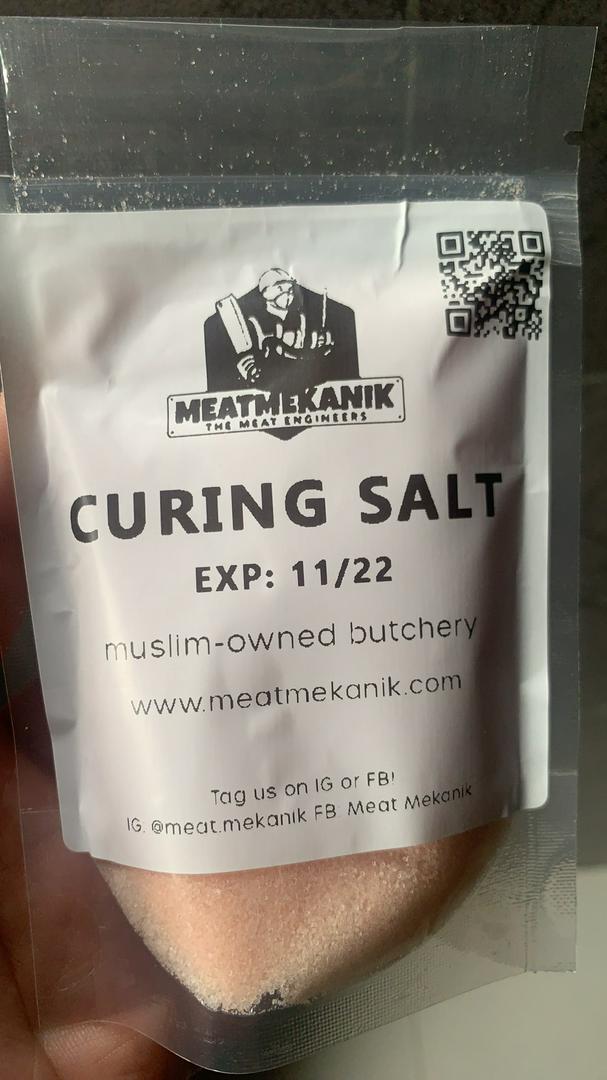 MEATMEKANIK
THE MEAT ENGINEERS
CURING SALT
EXP: 11/22
muslim-owned butchery
www.meatmekanik.com
Tag us on IG or FB!
IG: @meat.mekanik FB: Meat Mekanik